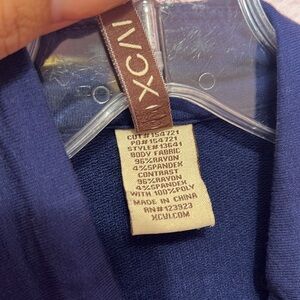 XCVI
CUT# 154721
PO# 154721
STYLE# 13641
BODY FABRIC
96%RAYON
4%SPANDEX
CONTRAST
96%RAYON
4%SPANDEX
WITH 100%POLY
MADE IN CHINA
RN# 123923
XCVI.COM